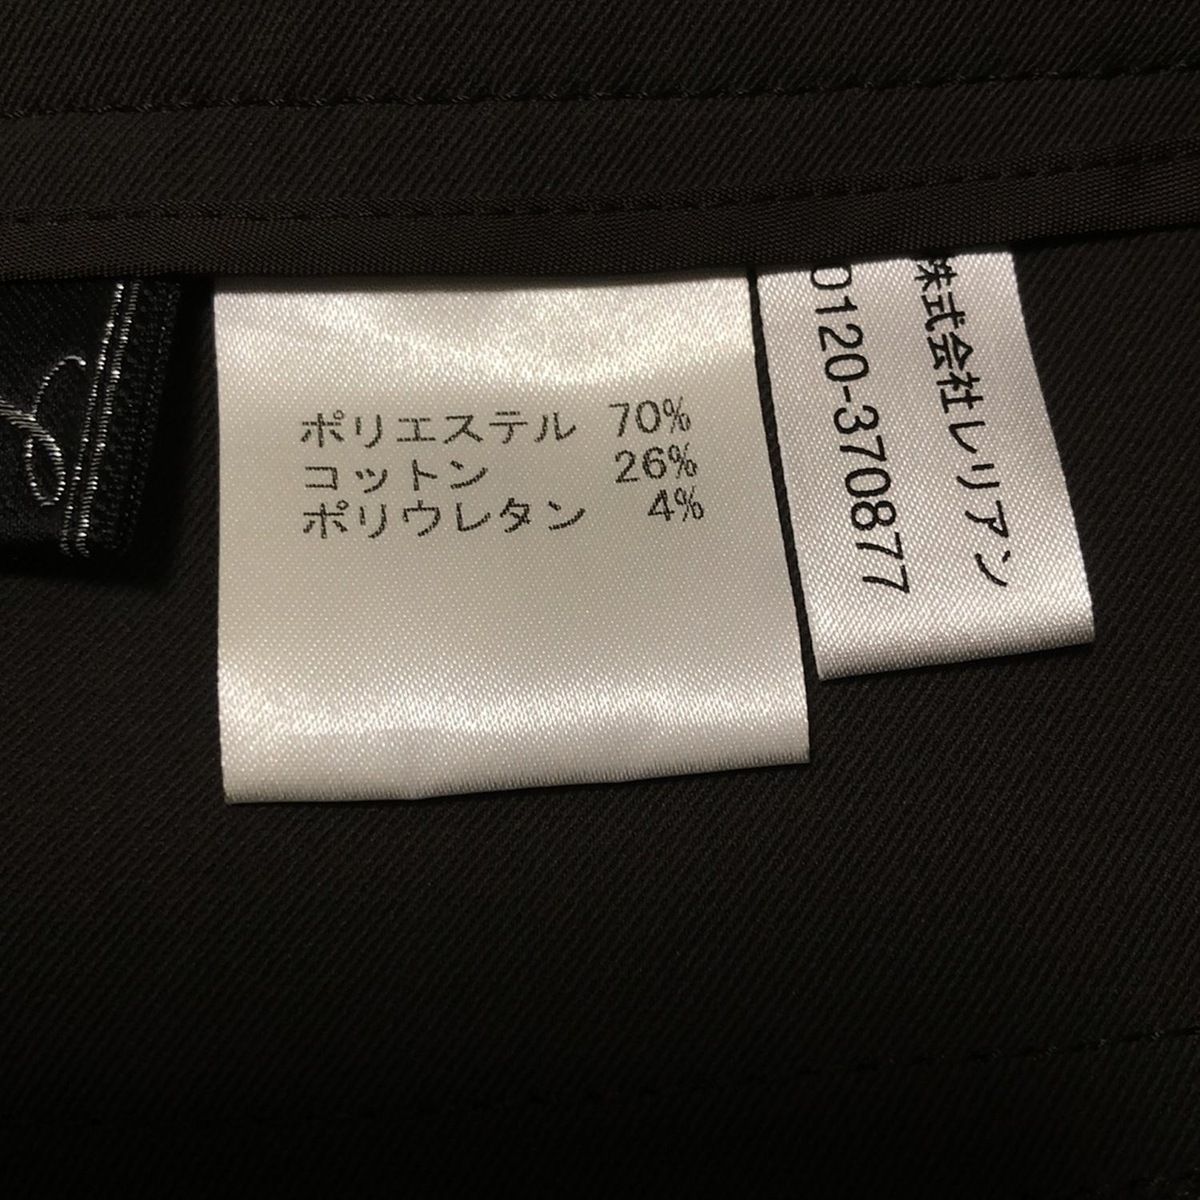 ポリエステル 70%
コットン 26%
ポリウレタン 4%
株式会社レリアン
0120-370877